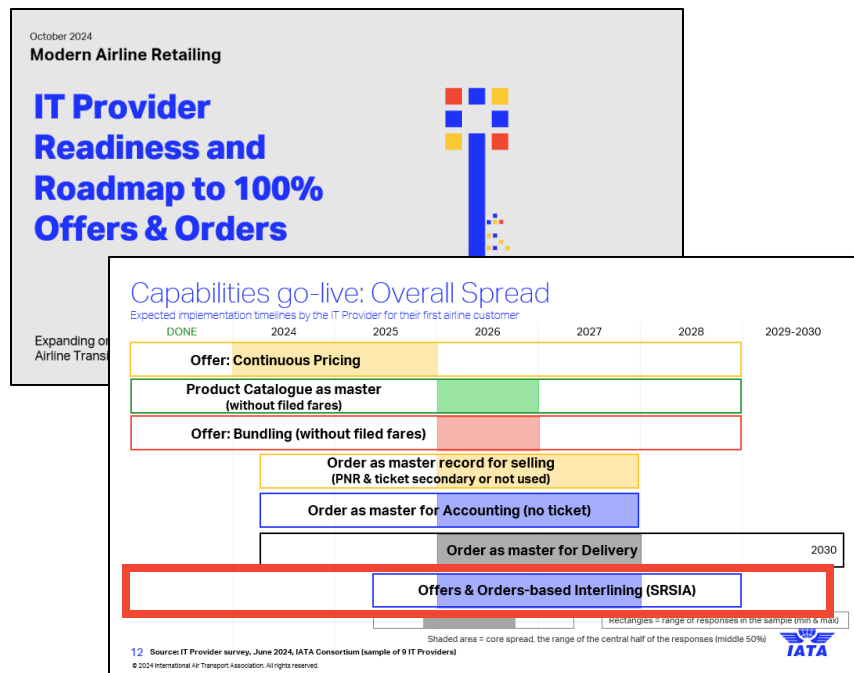 October 2024
Modern Airline Retailing
IT Provider
Readiness and
Roadmap to 100%
Offers & Orders
Expanding or
Airline Transi
Capabilities go-live: Overall Spread
Expected implementation timelines by the IT Provider for their first airline customer
DONE 2024 2025 2026 2027 2028 2029-2030
Offer: Continuous Pricing
Product Catalogue as master
(without filed fares)
Offer: Bundling (without filed fares)
Order as master record for selling
(PNR & ticket secondary or not used)
Order as master for Accounting (no ticket)
Order as master for Delivery 2030
Offers & Orders-based Interlining (SRSIA)
Rectangles = range of responses in the sample (min & max)
Shaded area = core spread, the range of the central half of the responses (middle 50%)
12 Source: IT Provider survey, June 2024, IATA Consortium (sample of 9 IT Providers)
© 2024 International Air Transport Association. All rights reserved.
IATA